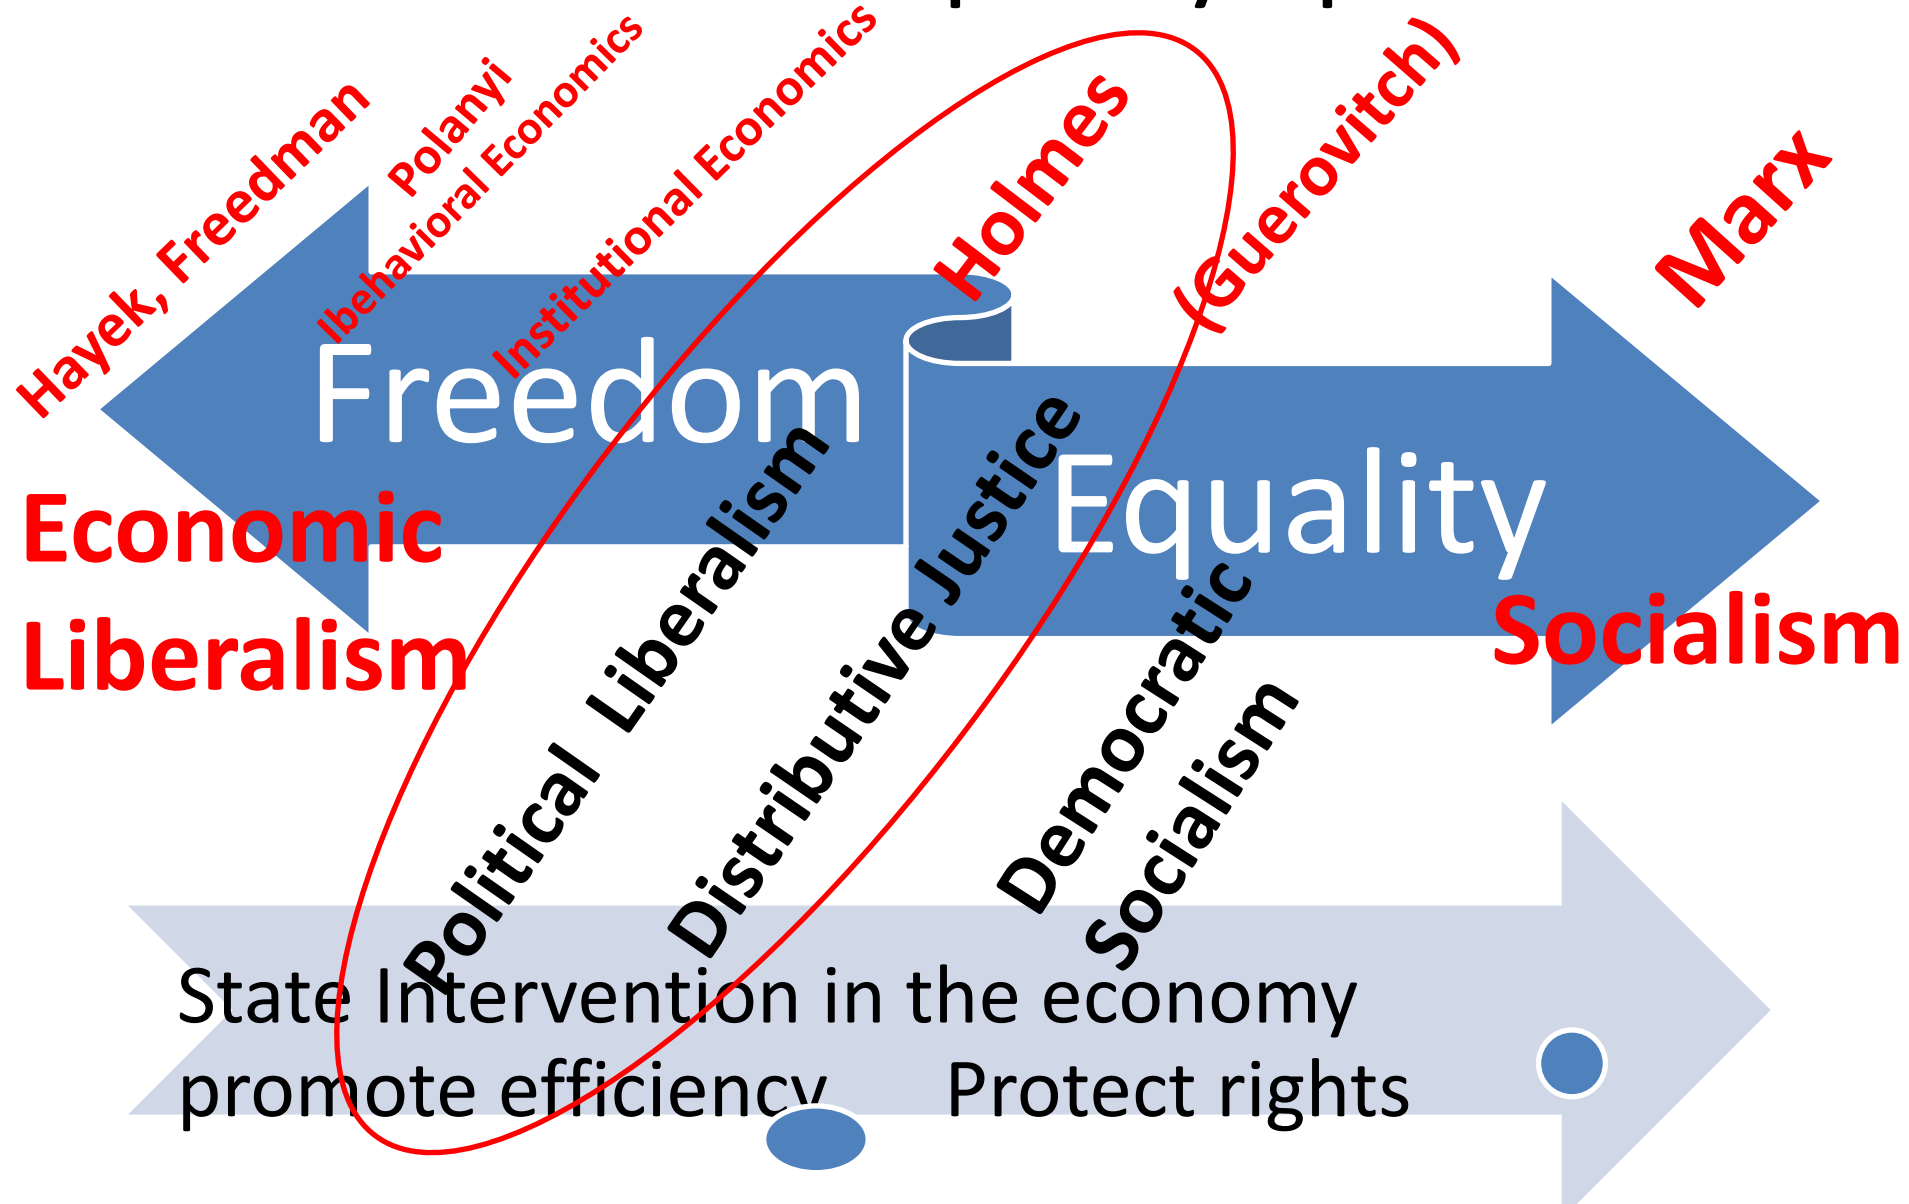 Hayek, Freedman
Polanyi
Ibehavioral Economics
Institutional Economics
Holmes
(Guerovitch)
Marx
Freedom
Equality
Economic
Liberalism
Socialism
Political Liberalism
Distributive Justice
Democratic
Socialism
State Intervention in the economy
promote efficiency Protect rights